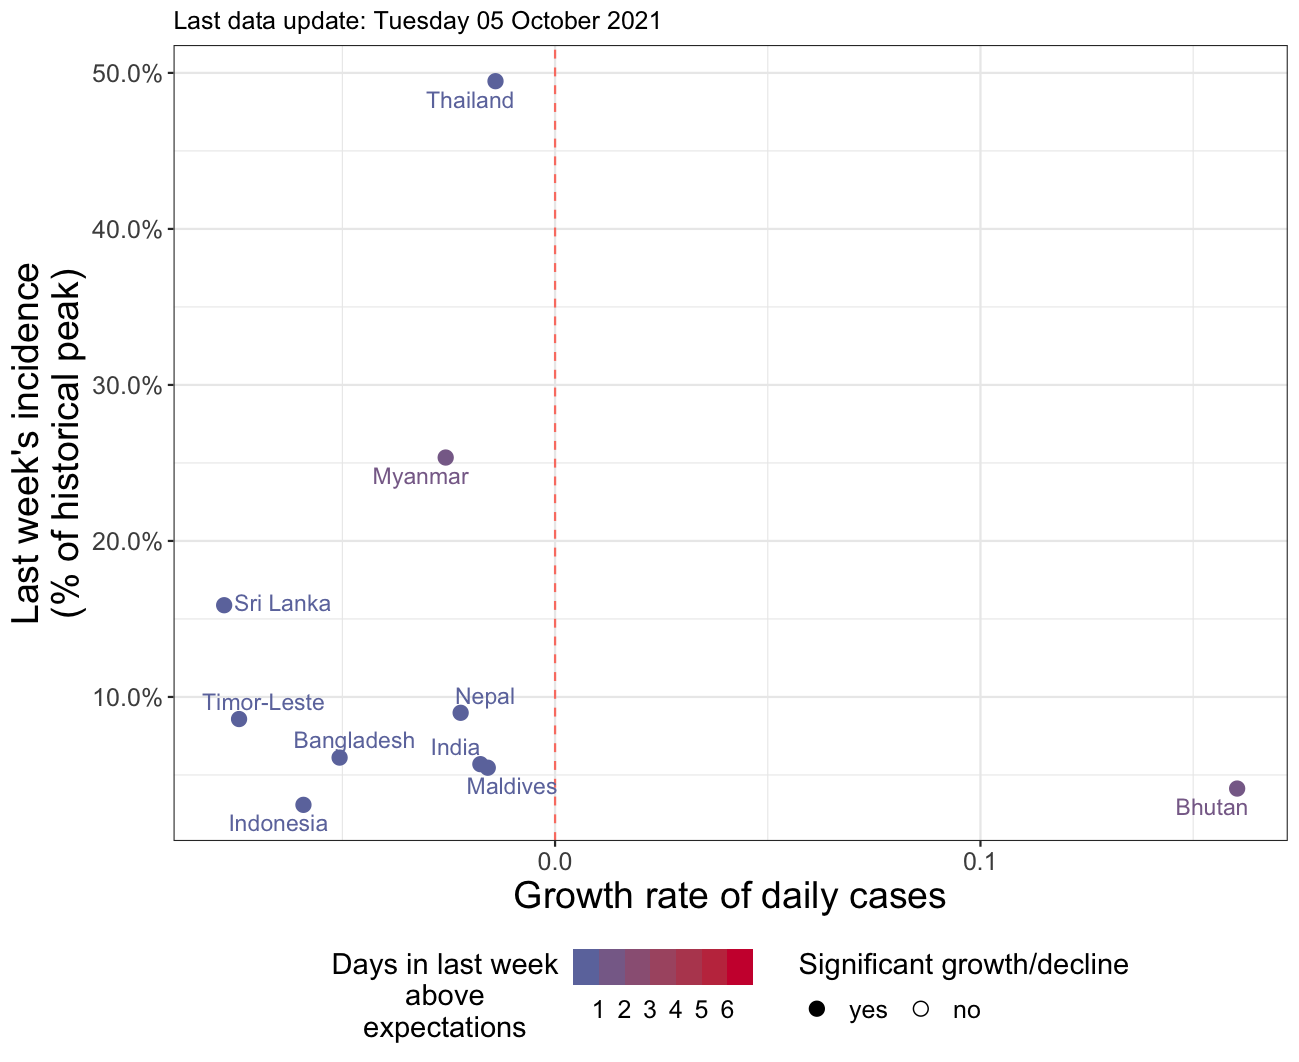 Last data update: Tuesday 05 October 2021
Last week's incidence
(% of historical peak)
50.0%
40.0%
30.0%
20.0%
10.0%
Thailand
Myanmar
Sri Lanka
Timor-Leste
Nepal
Bangladesh
India
Maldives
Indonesia
Bhutan
0.0
0.1
Growth rate of daily cases
Days in last week
above
expectations
1 2 3 4 5 6
Significant growth/decline
yes no